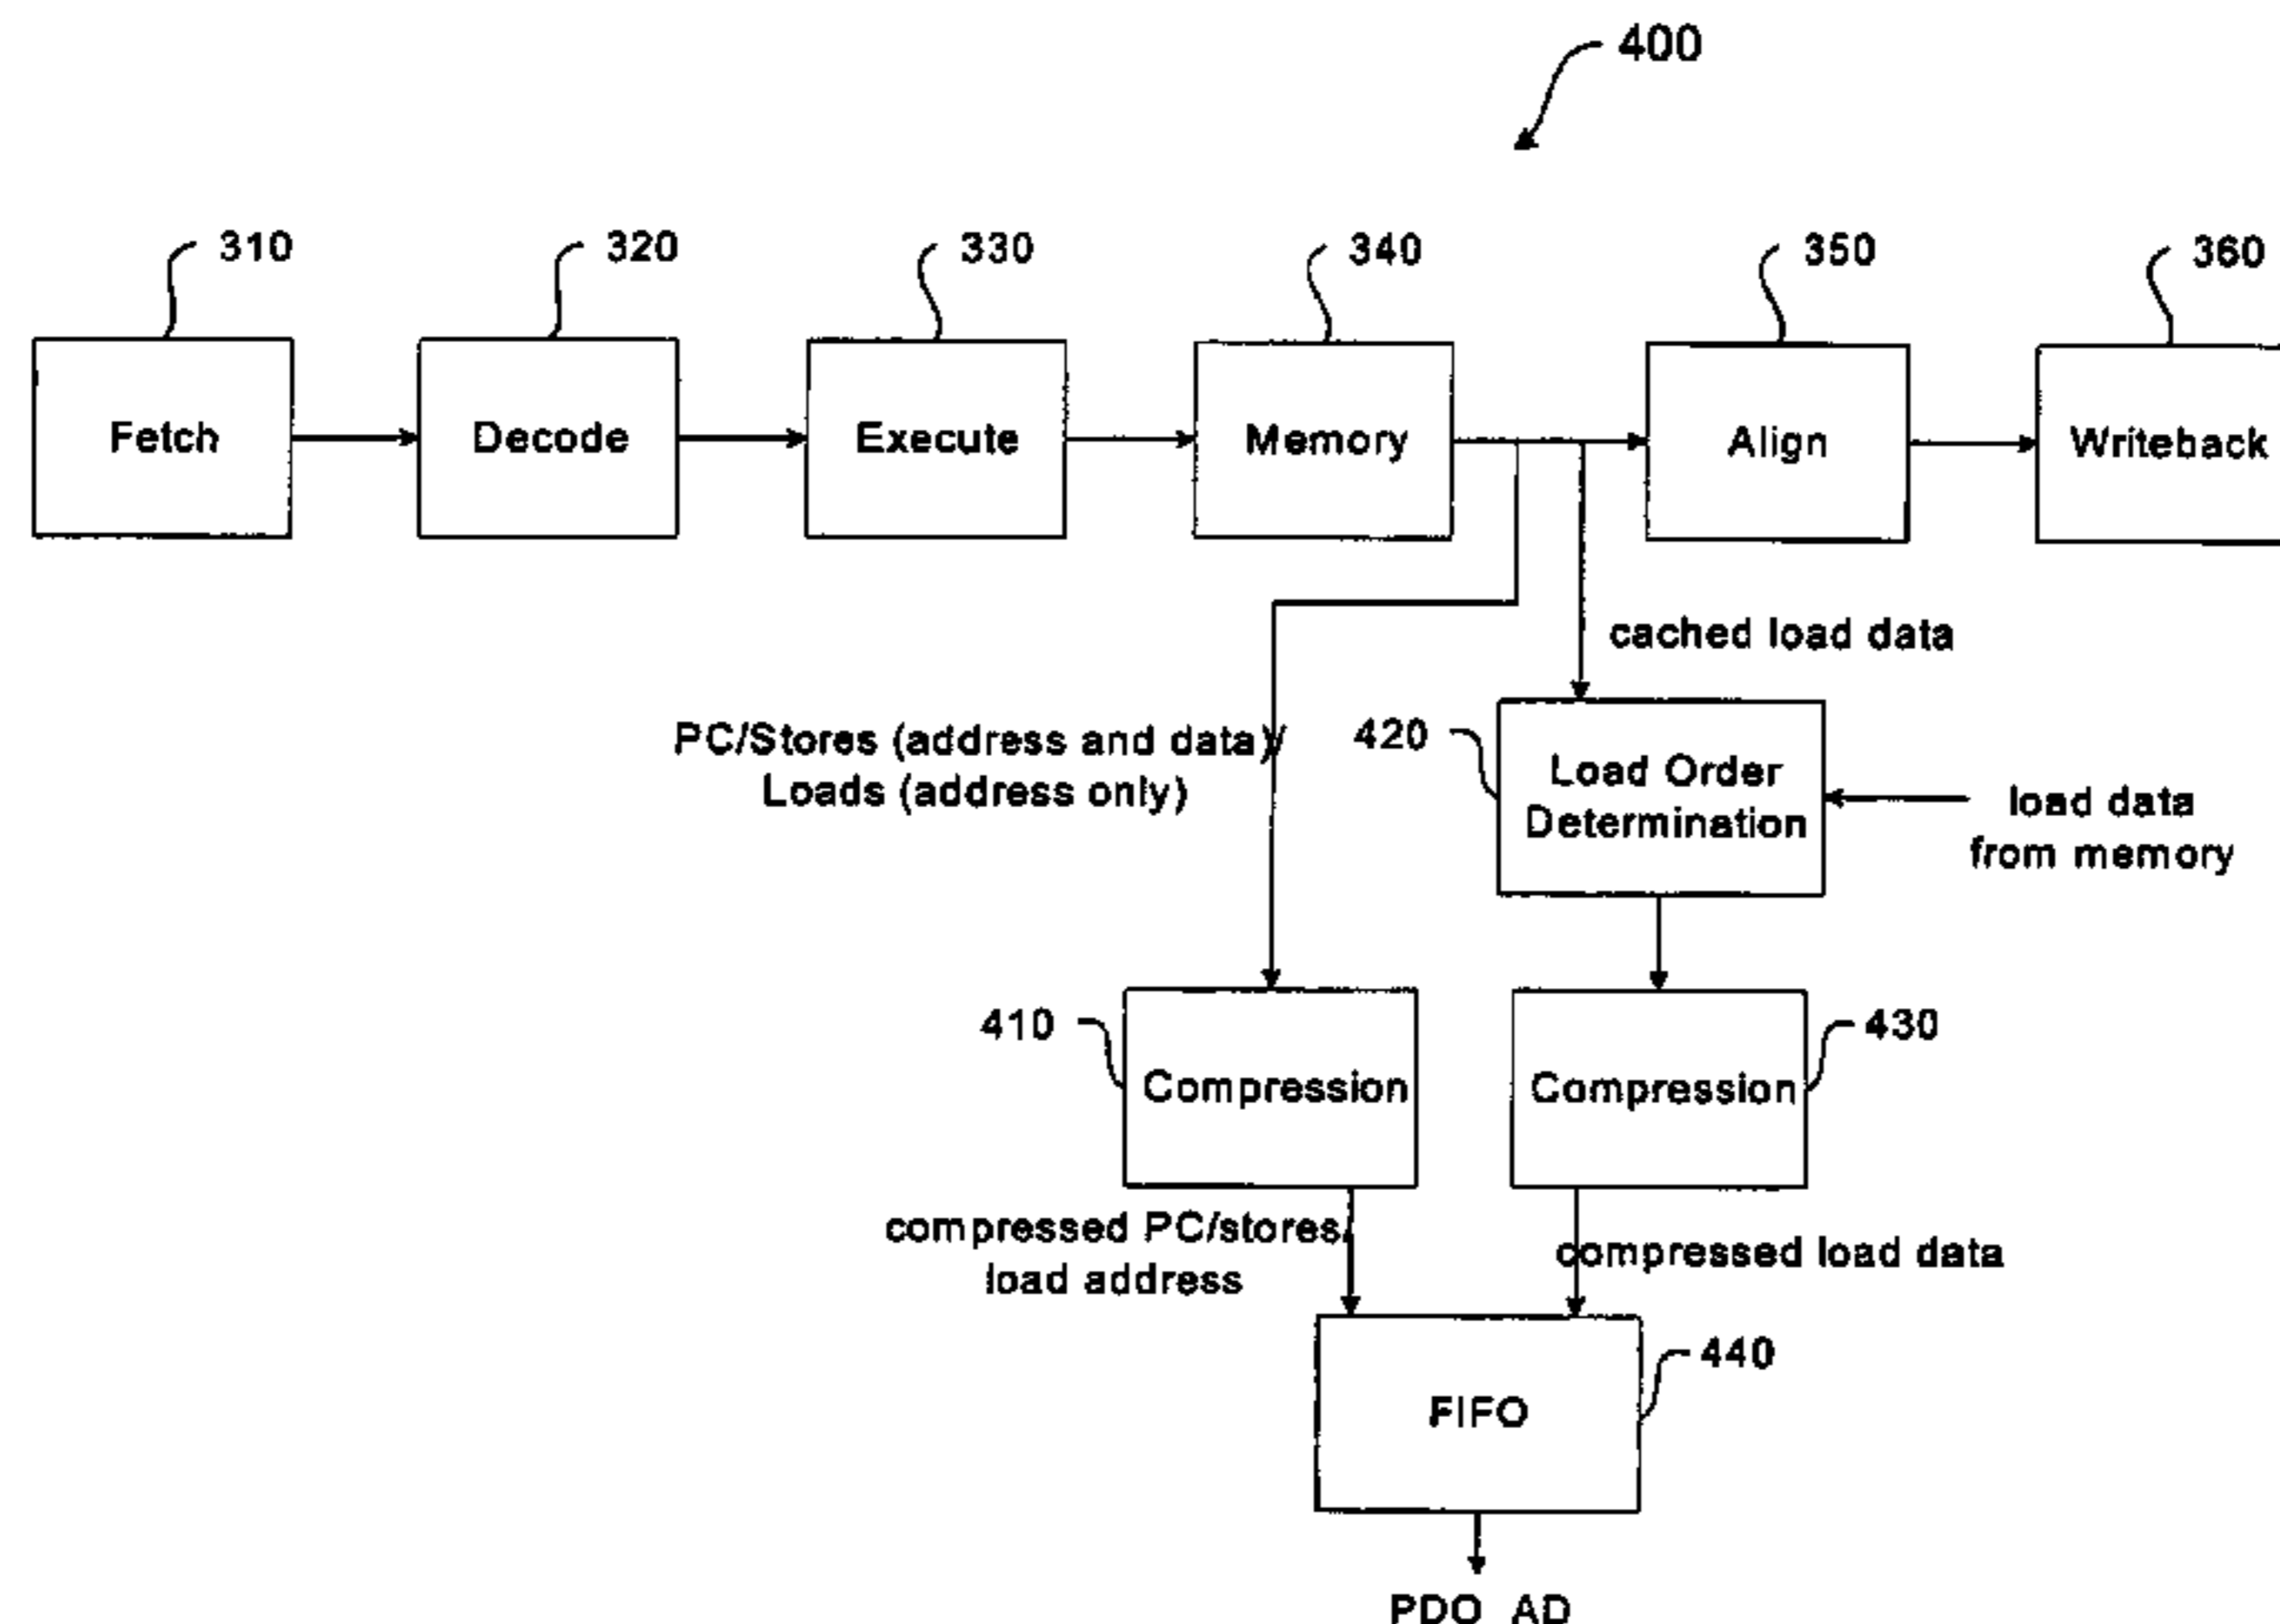 400
310
320
330
340
350
360
Fetch
Decode
Execute
Memory
Align
Writeback
cached load data
PC/Stores (address and data)/
Loads (address only)
420
Load Order
Determination
load data
from memory
410
Compression
Compression
430
compressed PC/stores/
load address
compressed load data
FIFO
440
PDO_AD